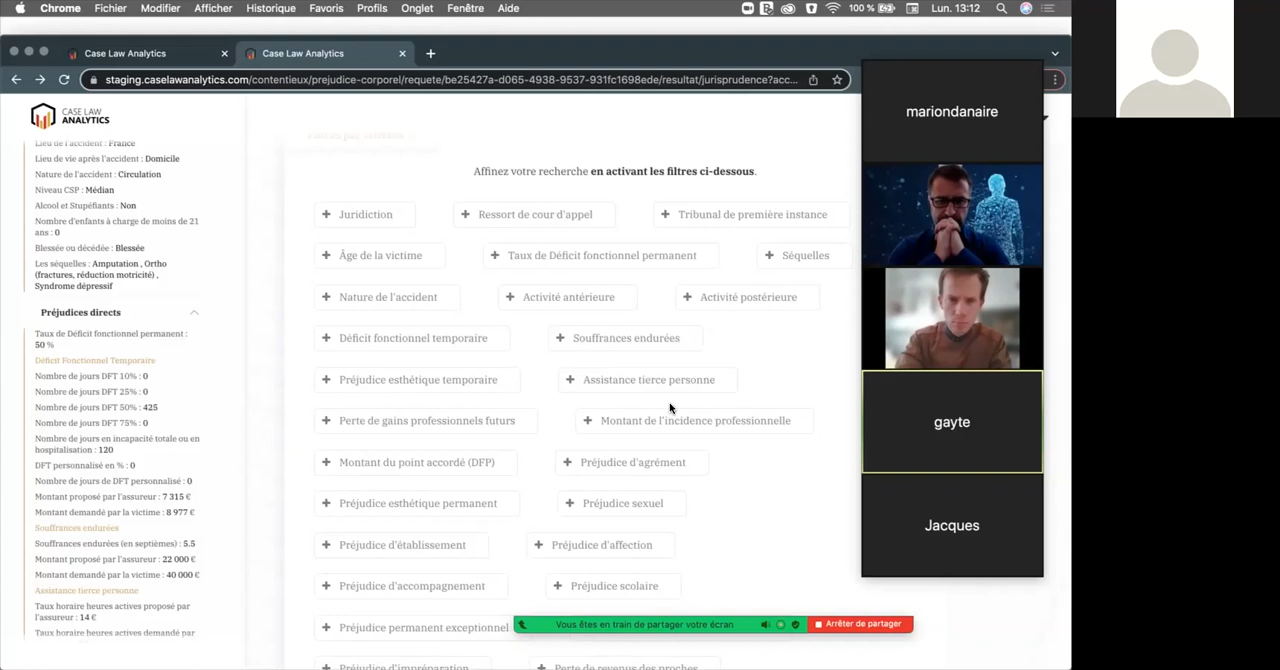 Chrome Fichier Modifier Afficher Historique Favoris Profils Onglet Fenêtre Aide 100 % Lun. 13:12
Case Law Analytics Case Law Analytics
staging.caselawanalytics.com/contentieux/prejudice-corporel/requete/be25427a-d065-4938-9537-931fc1698ede/resultat/jurisprudence?acc...
CASE LAW
ANALYTICS
Lieu de l'accident : France
Lieu de vie après l'accident : Domicile
Nature de l'accident : Circulation
Niveau CSP : Médian
Alcool et Stupéfiants : Non
Nombre d'enfants à charge de moins de 21
ans : 0
Blessée ou décédée : Blessée
Les séquelles : Amputation , Ortho
(fractures, réduction motricité) ,
Syndrome dépressif
Préjudices directs
Taux de Déficit fonctionnel permanent :
50 %
Déficit Fonctionnel Temporaire
Nombre de jours DFT 10% : 0
Nombre de jours DFT 25% : 0
Nombre de jours DFT 50% : 425
Nombre de jours DFT 75% : 0
Nombre de jours en incapacité totale ou en
hospitalisation : 120
DFT personnalisé en % : 0
Nombre de jours de DFT personnalisé : 0
Montant proposé par l'assureur : 7 315 €
Montant demandé par la victime : 8 977 €
Souffrances endurées
Souffrances endurées (en septièmes) : 5.5
Montant proposé par l'assureur : 22 000 €
Montant demandé par la victime : 40 000 €
Assistance tierce personne
Taux horaire heures actives proposé par
l'assureur : 14 €
Taux horaire heures actives demandé par
Affinez votre recherche en activant les filtres ci-dessous.
Juridiction Ressort de cour d'appel Tribunal de première instance
Âge de la victime Taux de Déficit fonctionnel permanent Séquelles
Nature de l'accident Activité antérieure Activité postérieure
Déficit fonctionnel temporaire Souffrances endurées
Préjudice esthétique temporaire Assistance tierce personne
Perte de gains professionnels futurs Montant de l'incidence professionnelle
Montant du point accordé (DFP) Préjudice d'agrément
Préjudice esthétique permanent Préjudice sexuel
Préjudice d'établissement Préjudice d'affection
Préjudice d'accompagnement Préjudice scolaire
Préjudice permanent exceptionnel
Préjudice d'impréparation Perte de revenus des proches
Vous êtes en train de partager votre écran Arrêter de partager
mariondanaire
gayte
Jacques